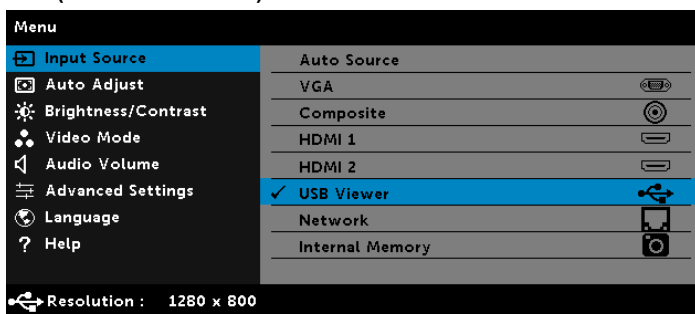 Menu
Input Source
Auto Adjust
Brightness/Contrast
Video Mode
Audio Volume
Advanced Settings
Language
? Help
Auto Source
VGA
Composite
HDMI 1
HDMI 2
✓ USB Viewer
Network
Internal Memory
Resolution : 1280 x 800